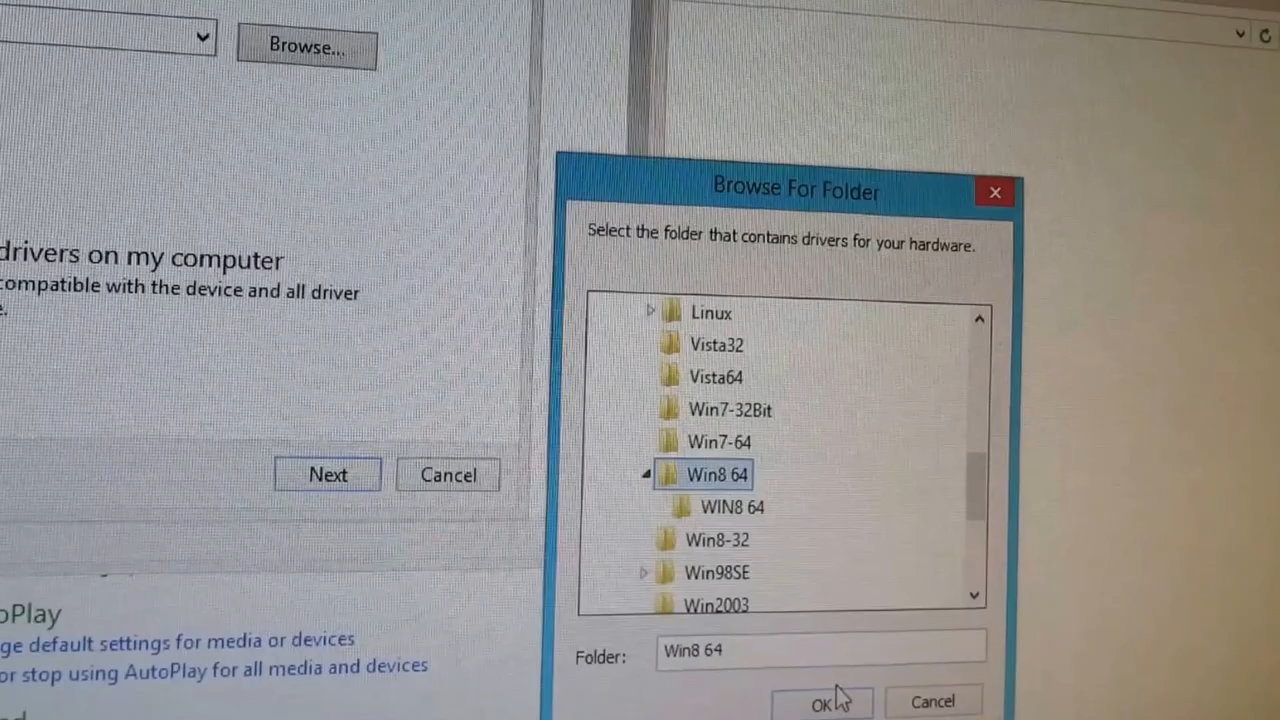 Browse...
drivers on my computer
compatible with the device and all driver
Next
Cancel
oPlay
ge default settings for media or devices
or stop using AutoPlay for all media and devices
Browse For Folder
Select the folder that contains drivers for your hardware.
Linux
Vista32
Vista64
Win7-32Bit
Win7-64
Win8 64
WIN8 64
Win8-32
Win98SE
Win2003
Folder:
Win8 64
OK
Cancel